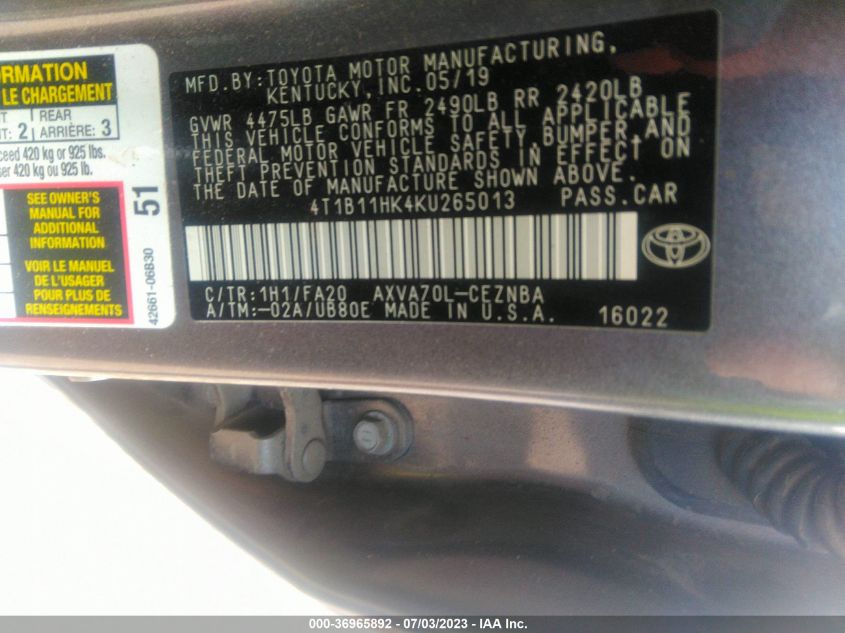 ORMATION
LE CHARGEMENT
REAR
2
ARRIÈRE: 3
ceed 420 kg or 925 lbs.
ser 420 kg ou 925 lb.
SEE OWNER'S
MANUAL FOR
ADDITIONAL
INFORMATION
VOIR LE MANUEL
DE L'USAGER
POUR PLUS DE
RENSEIGNEMENTS
51
42661-06B30
MFD.BY:TOYOTA MOTOR MANUFACTURING,
KENTUCKY, INC.05/19
GVWR 4475LB GAWR FR 2490LB RR 2420LB
THIS VEHICLE CONFORMS TO ALL APPLICABLE
FEDERAL MOTOR VEHICLE SAFETY,BUMPER,AND
THEFT PREVENTION STANDARDS IN EFFECT ON
THE DATE OF MANUFACTURE SHOWN ABOVE.
4T1B11HK4KU265013 PASS.CAR
C/TR:1H1/FA20 AXVA70L-CEZNBA
A/TM:-02A/UB80E MADE IN U.S.A. 16022
000-36965892 - 07/03/2023 - IAA Inc.